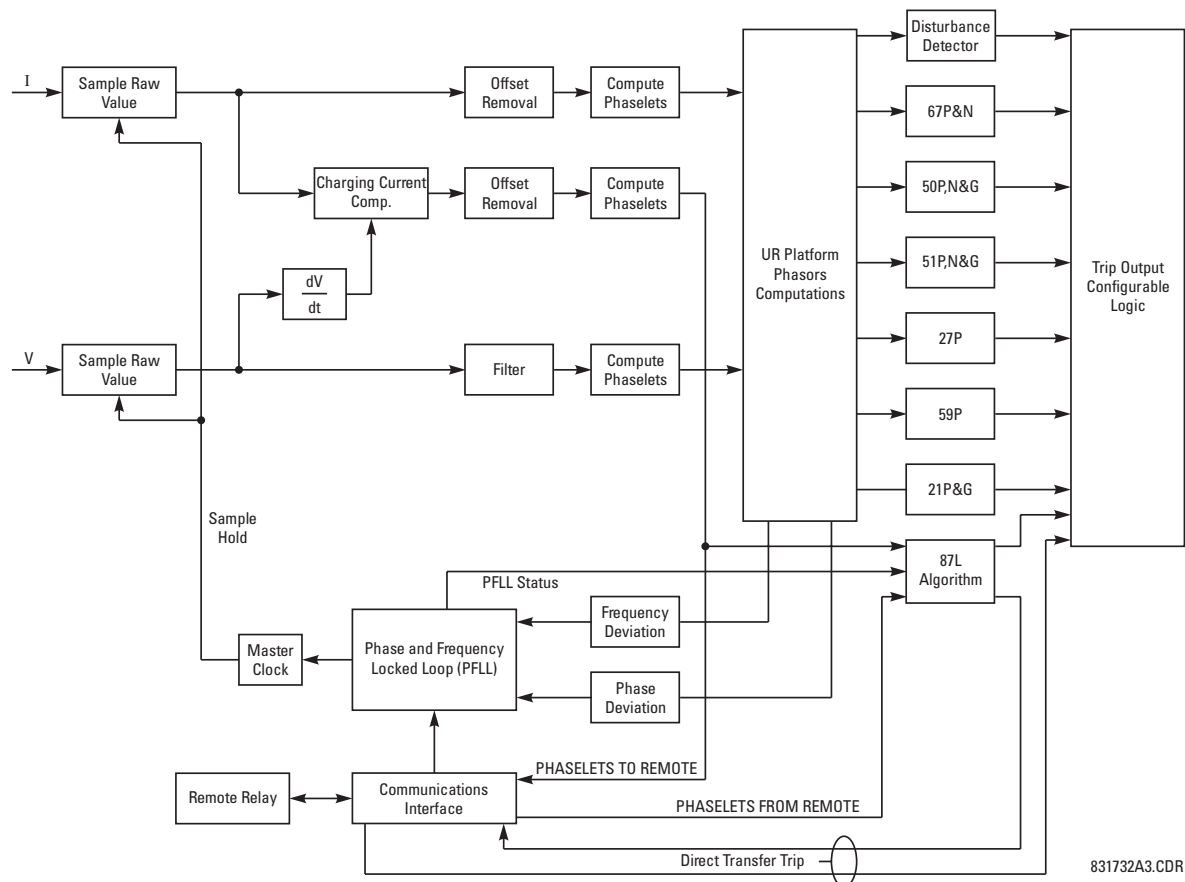 Disturbance
Detector
I
Sample Raw
Value
Offset
Removal
Compute
Phaselets
67P&N
Charging Current
Comp.
Offset
Removal
Compute
Phaselets
50P,N&G
UR Platform
Phasors
Computations
51P,N&G
Trip Output
Configurable
Logic
dV
dt
27P
V
Sample Raw
Value
Filter
Compute
Phaselets
59P
21P&G
Sample
Hold
87L
Algorithm
PFLL Status
Frequency
Deviation
Master
Clock
Phase and Frequency
Locked Loop (PFLL)
Phase
Deviation
PHASELETS TO REMOTE
Remote Relay
Communications
Interface
PHASELETS FROM REMOTE
Direct Transfer Trip
831732A3.CDR